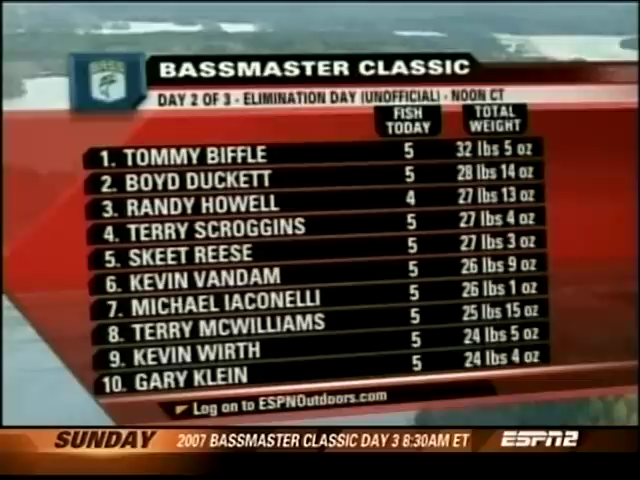 BASS
BASSMASTER CLASSIC
DAY 2 OF 3 - ELIMINATION DAY (UNOFFICIAL) - NOON CT
FISH TODAY TOTAL WEIGHT
1. TOMMY BIFFLE 5 32 lbs 5 oz
2. BOYD DUCKETT 5 28 lbs 14 oz
3. RANDY HOWELL 4 27 lbs 13 oz
4. TERRY SCROGGINS 5 27 lbs 4 oz
5. SKEET REESE 5 27 lbs 3 oz
6. KEVIN VANDAM 5 26 lbs 9 oz
7. MICHAEL IACONELLI 5 26 lbs 1 oz
8. TERRY MCWILLIAMS 5 25 lbs 15 oz
9. KEVIN WIRTH 5 24 lbs 5 oz
10. GARY KLEIN 5 24 lbs 4 oz
Log on to ESPNOutdoors.com
SUNDAY 2007 BASSMASTER CLASSIC DAY 3 8:30AM ET ESPN2